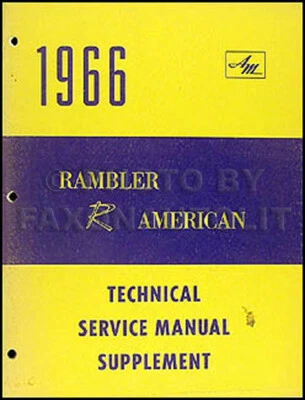 1966
AM
RAMBLER
R AMERICAN
TECHNICAL
SERVICE MANUAL
SUPPLEMENT